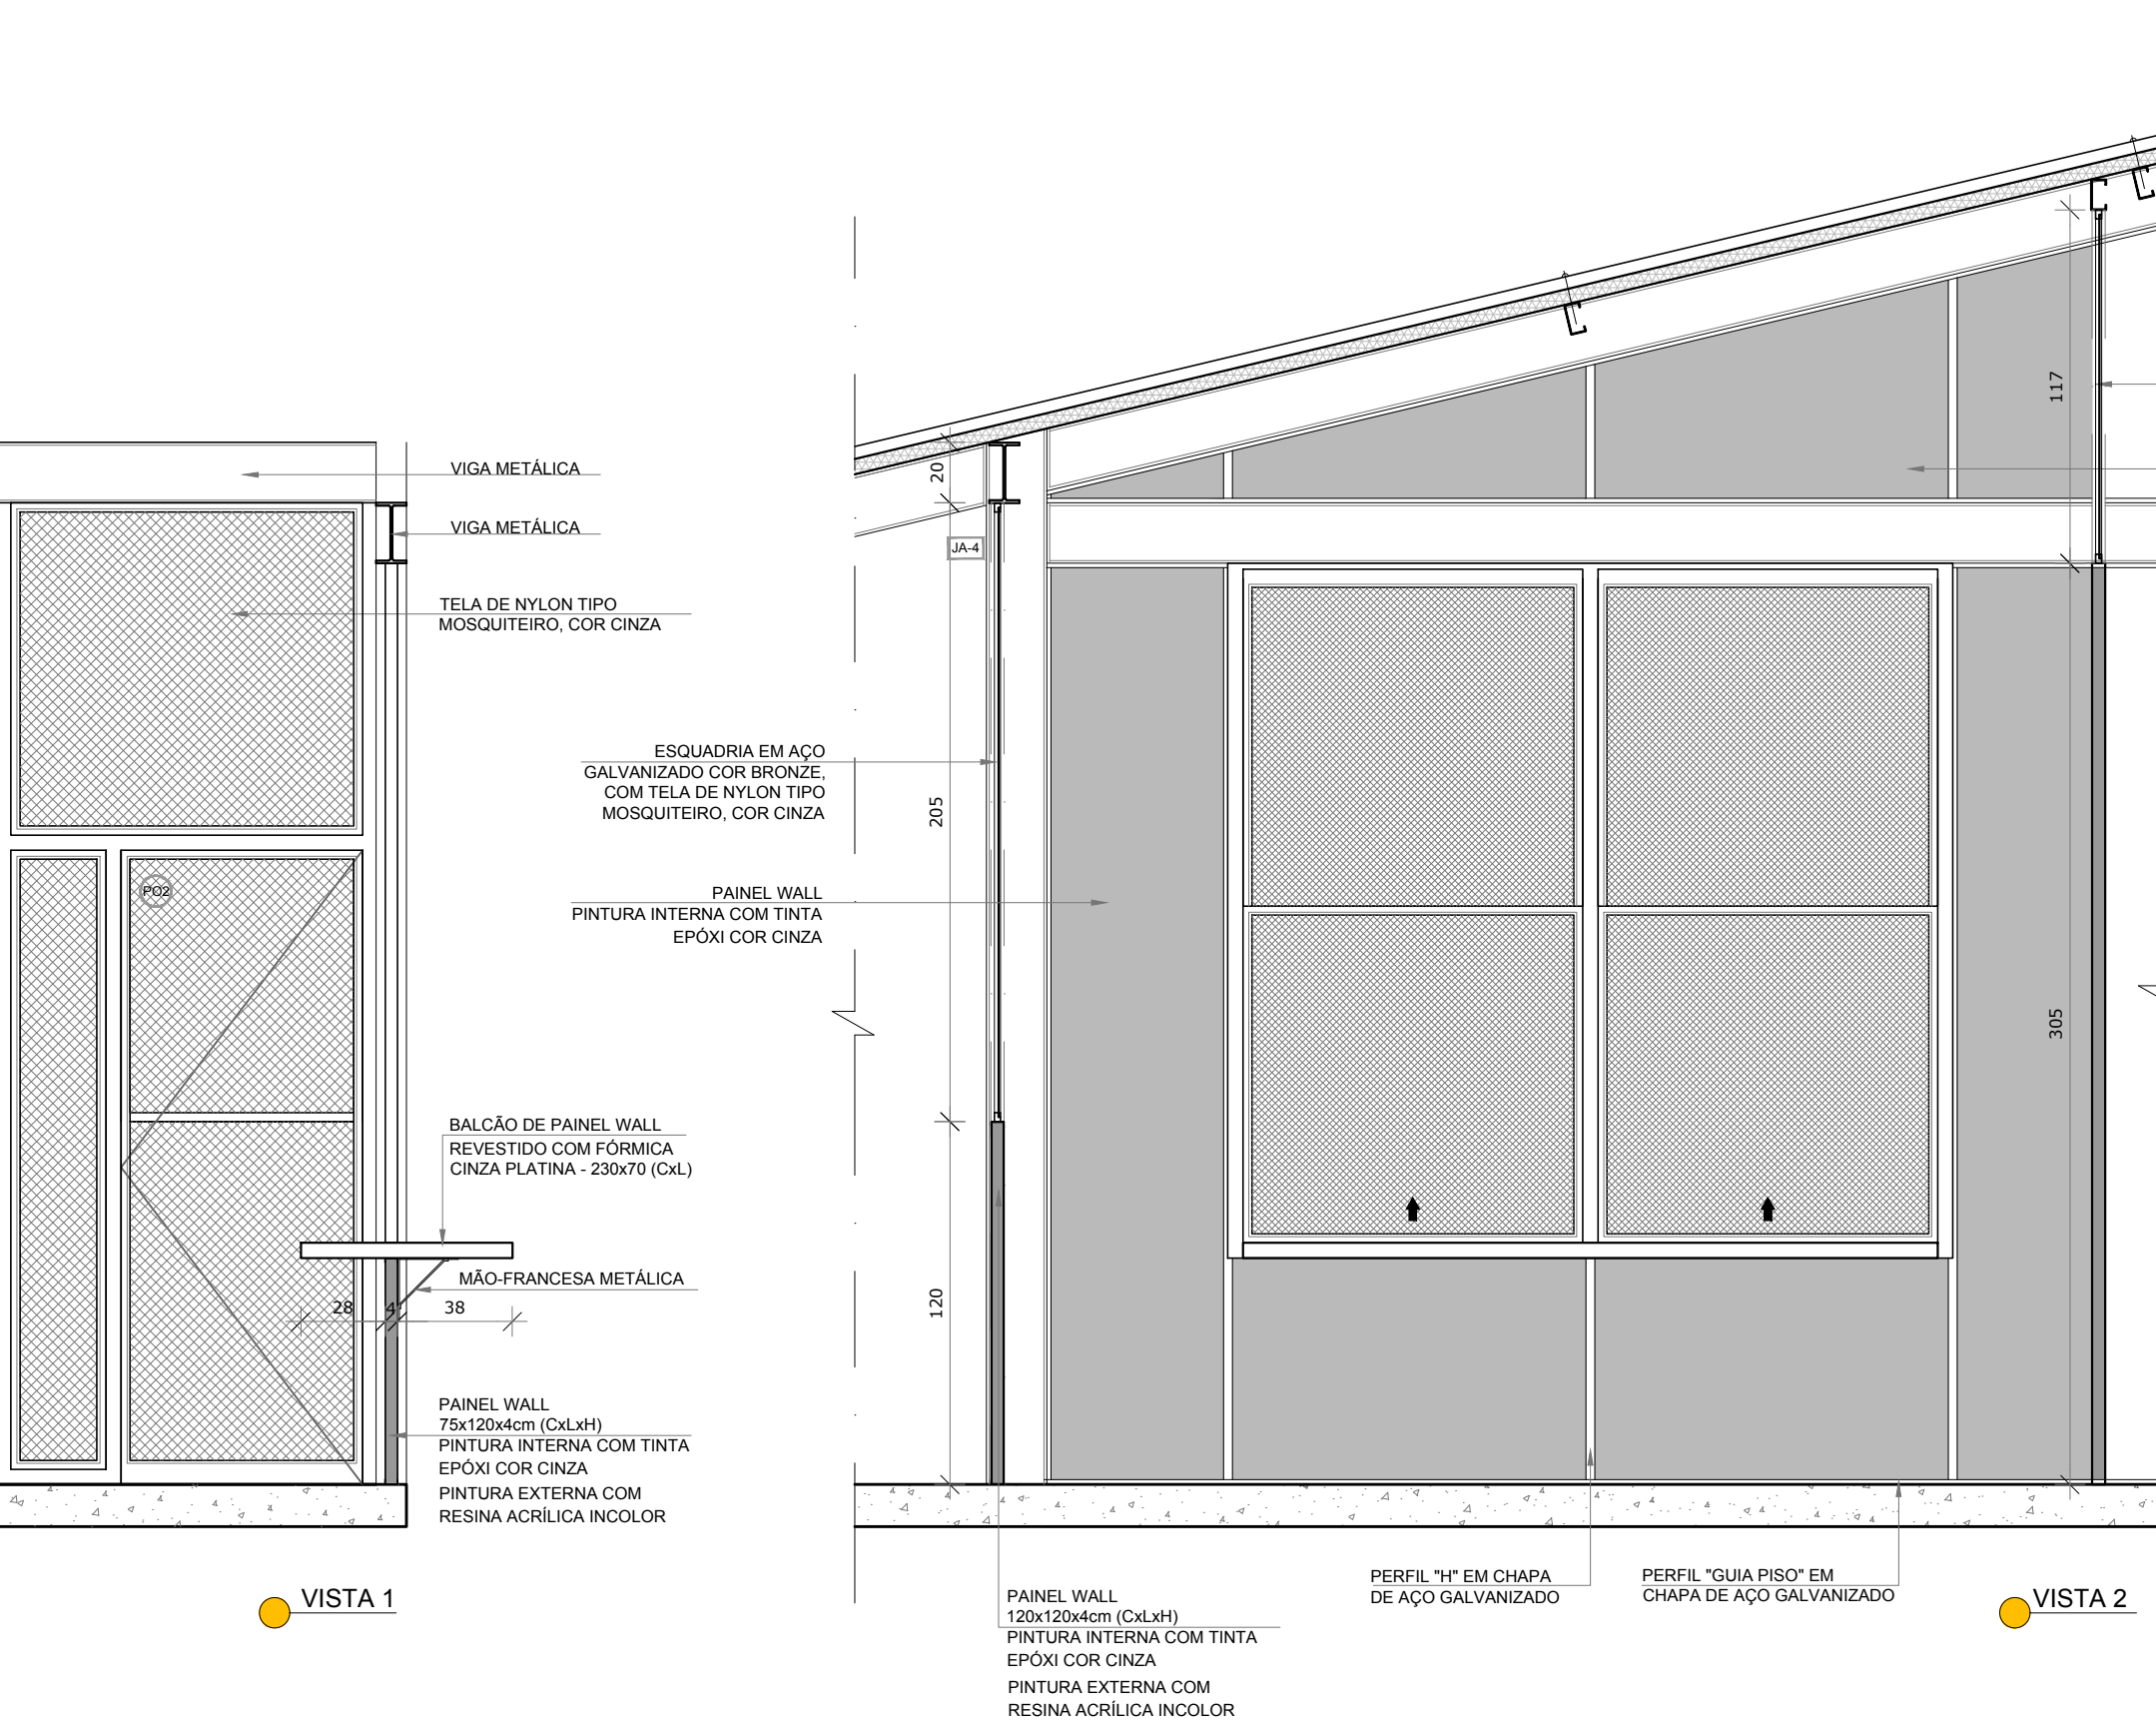 VIGA METÁLICA
VIGA METÁLICA
TELA DE NYLON TIPO
MOSQUITEIRO, COR CINZA
PO2
BALCÃO DE PAINEL WALL
REVESTIDO COM FÓRMICA
CINZA PLATINA - 230x70 (CxL)
MÃO-FRANCESA METÁLICA
28 4 38
PAINEL WALL
75x120x4cm (CxLxH)
PINTURA INTERNA COM TINTA
EPÓXI COR CINZA
PINTURA EXTERNA COM
RESINA ACRÍLICA INCOLOR
VISTA 1
20
JA-4
ESQUADRIA EM AÇO
GALVANIZADO COR BRONZE,
COM TELA DE NYLON TIPO
MOSQUITEIRO, COR CINZA
205
PAINEL WALL
PINTURA INTERNA COM TINTA
EPÓXI COR CINZA
120
117
305
PAINEL WALL
120x120x4cm (CxLxH)
PINTURA INTERNA COM TINTA
EPÓXI COR CINZA
PINTURA EXTERNA COM
RESINA ACRÍLICA INCOLOR
PERFIL "H" EM CHAPA
DE AÇO GALVANIZADO
PERFIL "GUIA PISO" EM
CHAPA DE AÇO GALVANIZADO
VISTA 2